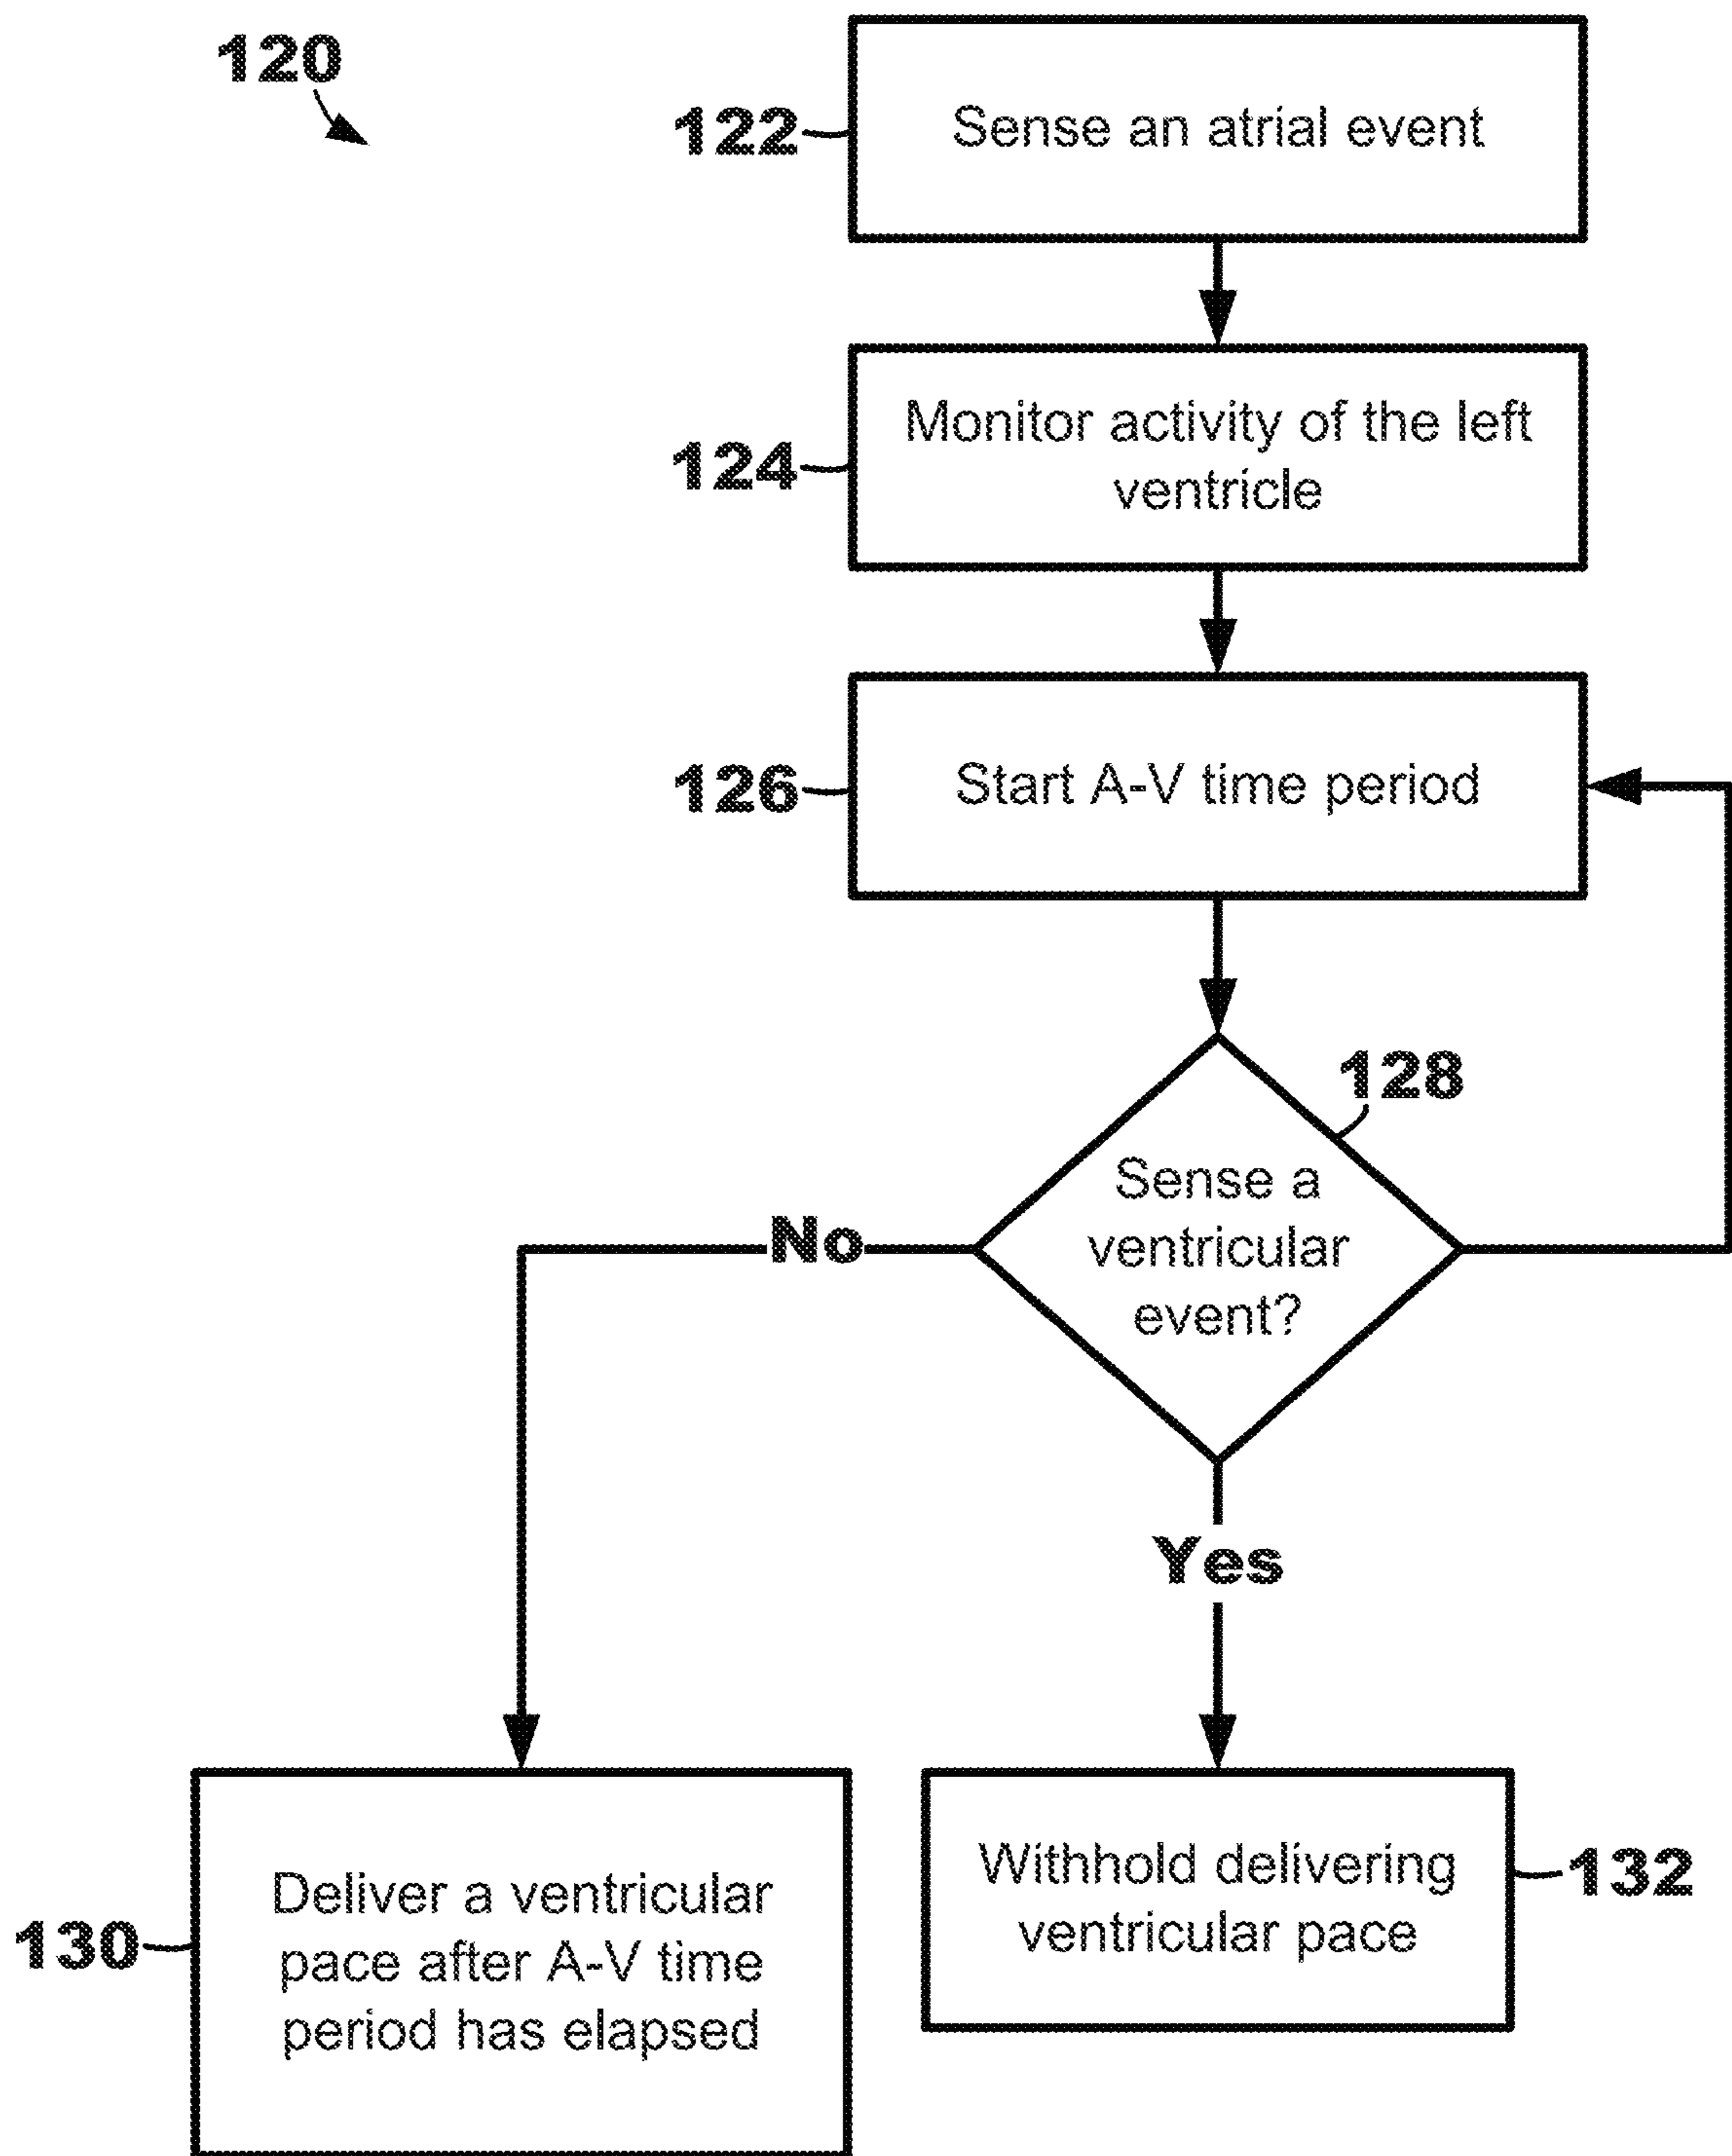 120
122
Sense an atrial event
124
Monitor activity of the left
ventricle
126
Start A-V time period
128
Sense a
ventricular
event?
No
Yes
130
Deliver a ventricular
pace after A-V time
period has elapsed
Withhold delivering
ventricular pace
132